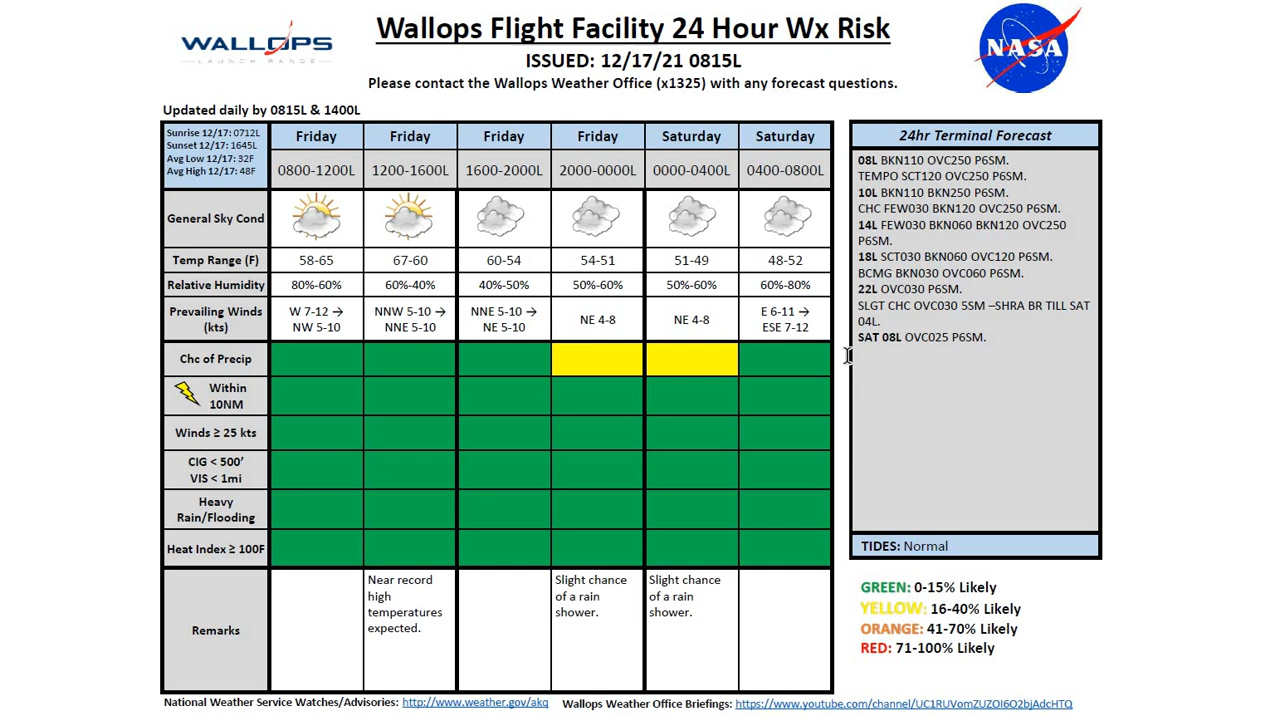 WALLOPS
LAUNCH RANGE
Wallops Flight Facility 24 Hour Wx Risk
ISSUED: 12/17/21 0815L
Please contact the Wallops Weather Office (x1325) with any forecast questions.
NASA
Updated daily by 0815L & 1400L
Sunrise 12/17: 0712L
Sunset 12/17: 1645L
Avg Low 12/17: 32F
Avg High 12/17: 48F
Friday Friday Friday Friday Saturday Saturday
0800-1200L 1200-1600L 1600-2000L 2000-0000L 0000-0400L 0400-0800L
General Sky Cond
Temp Range (F) 58-65 67-60 60-54 54-51 51-49 48-52
Relative Humidity 80%-60% 60%-40% 40%-50% 50%-60% 50%-60% 60%-80%
Prevailing Winds W 7-12 → NNW 5-10 → NNE 5-10 → NE 4-8 NE 4-8 E 6-11 →
(kts) NW 5-10 NNE 5-10 NE 5-10 ESE 7-12
Chc of Precip
Within
10NM
Winds ≥ 25 kts
CIG < 500’
VIS < 1mi
Heavy
Rain/Flooding
Heat Index ≥ 100F
Remarks
Near record
high
temperatures
expected.
Slight chance
of a rain
shower.
Slight chance
of a rain
shower.
24hr Terminal Forecast
08L BKN110 OVC250 P6SM.
TEMPO SCT120 OVC250 P6SM.
10L BKN110 BKN250 P6SM.
CHC FEW030 BKN120 OVC250 P6SM.
14L FEW030 BKN060 BKN120 OVC250
P6SM.
18L SCT030 BKN060 OVC120 P6SM.
BCMG BKN030 OVC060 P6SM.
22L OVC030 P6SM.
SLGT CHC OVC030 5SM –SHRA BR TILL SAT
04L.
SAT 08L OVC025 P6SM.
TIDES: Normal
GREEN: 0-15% Likely
YELLOW: 16-40% Likely
ORANGE: 41-70% Likely
RED: 71-100% Likely
National Weather Service Watches/Advisories: http://www.weather.gov/akq Wallops Weather Office Briefings: https://www.youtube.com/channel/UC1RUVomZUZOl6O2bjAdcHTQ